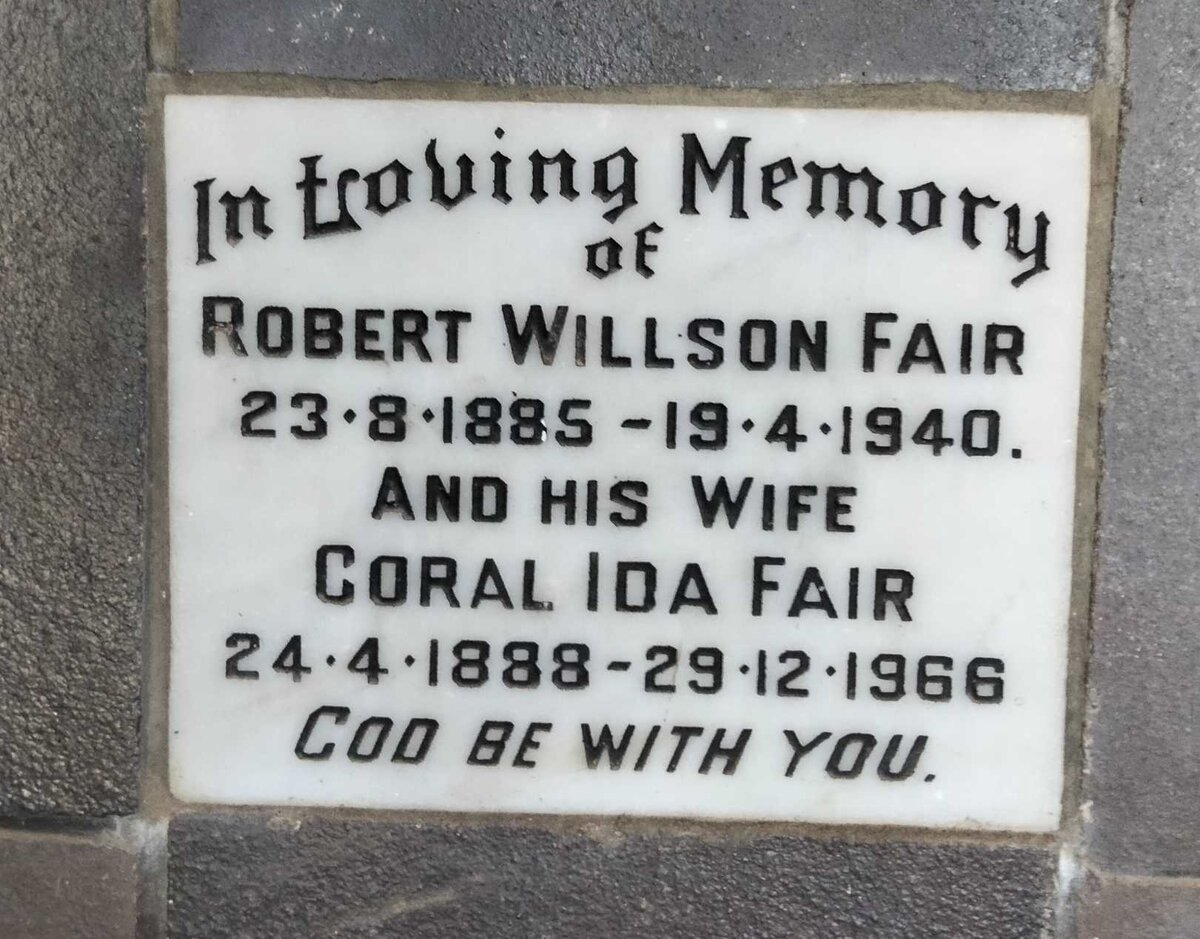 In Loving Memory
of
ROBERT WILLSON FAIR
23·8·1885 - 19·4·1940.
AND HIS WIFE
CORAL IDA FAIR
24·4·1888 - 29·12·1966
GOD BE WITH YOU.